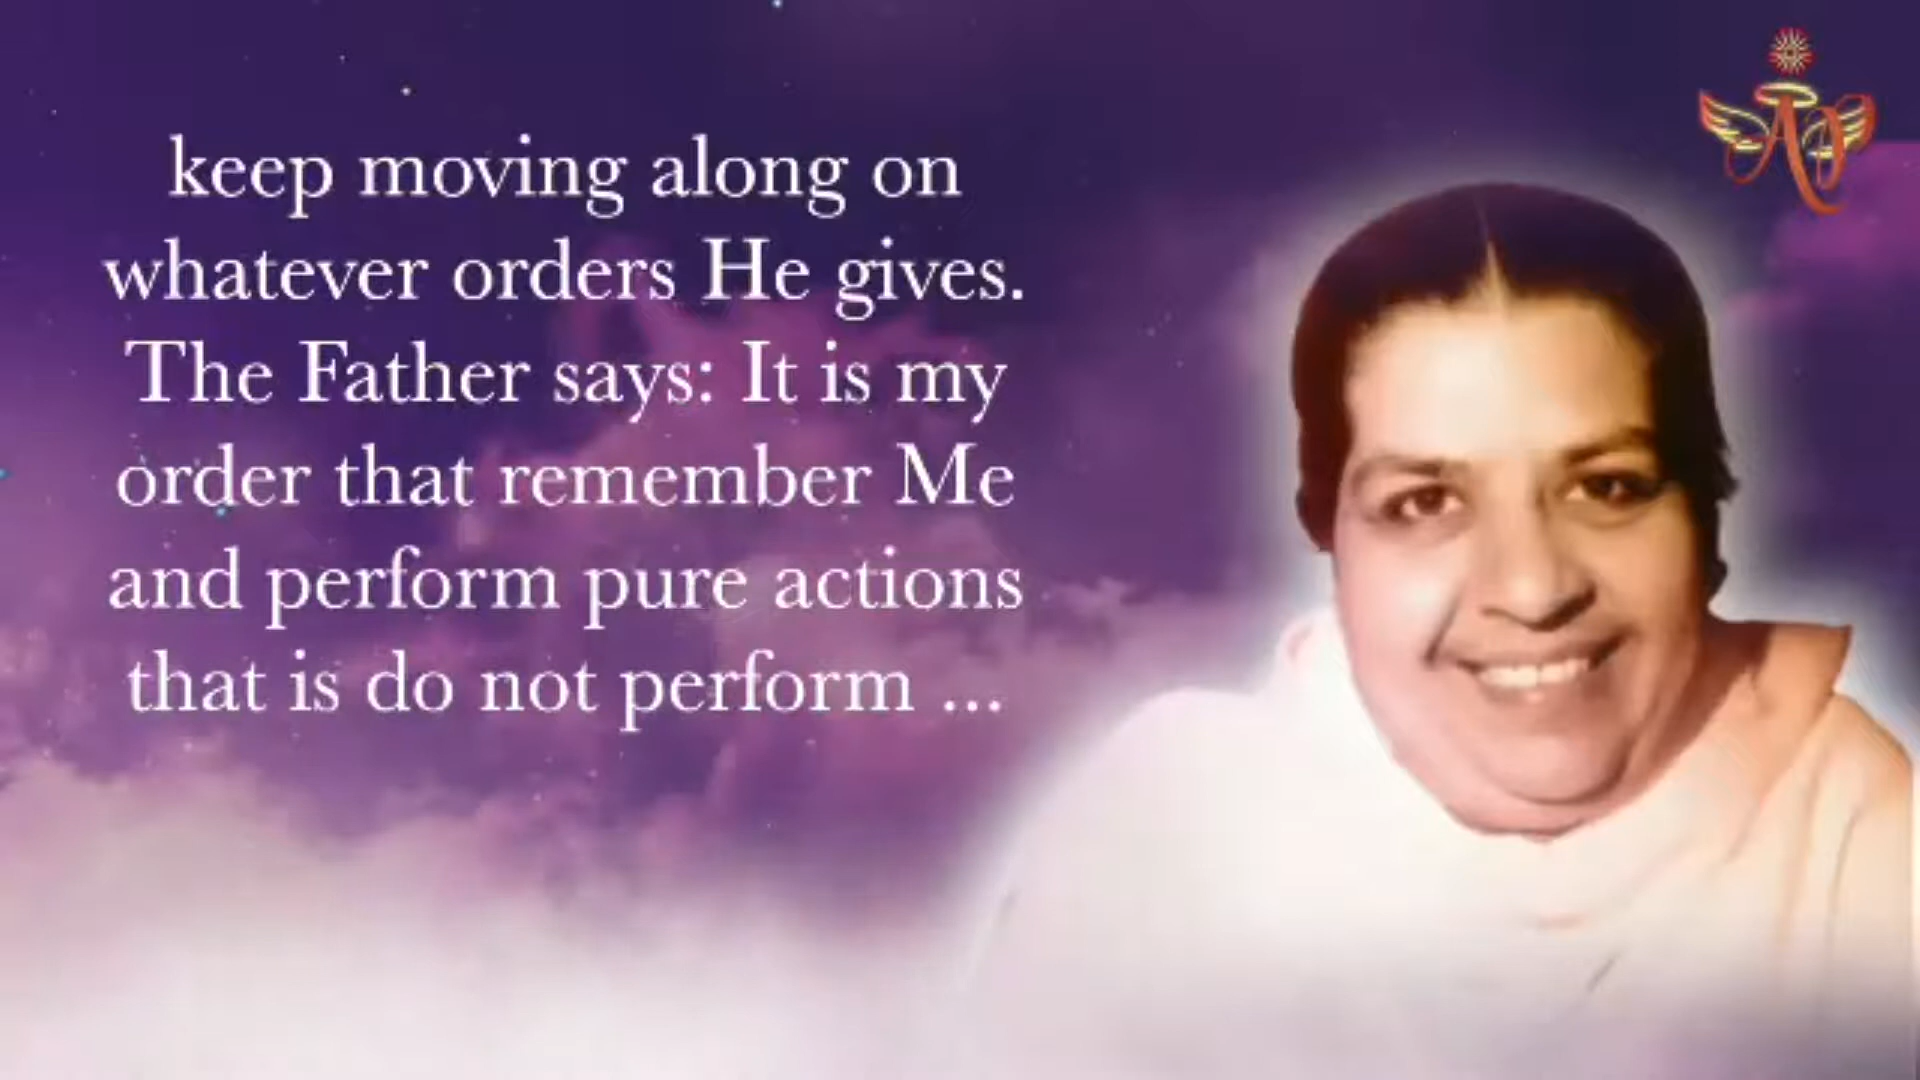 keep moving along on
whatever orders He gives.
The Father says: It is my
order that remember Me
and perform pure actions
that is do not perform ...